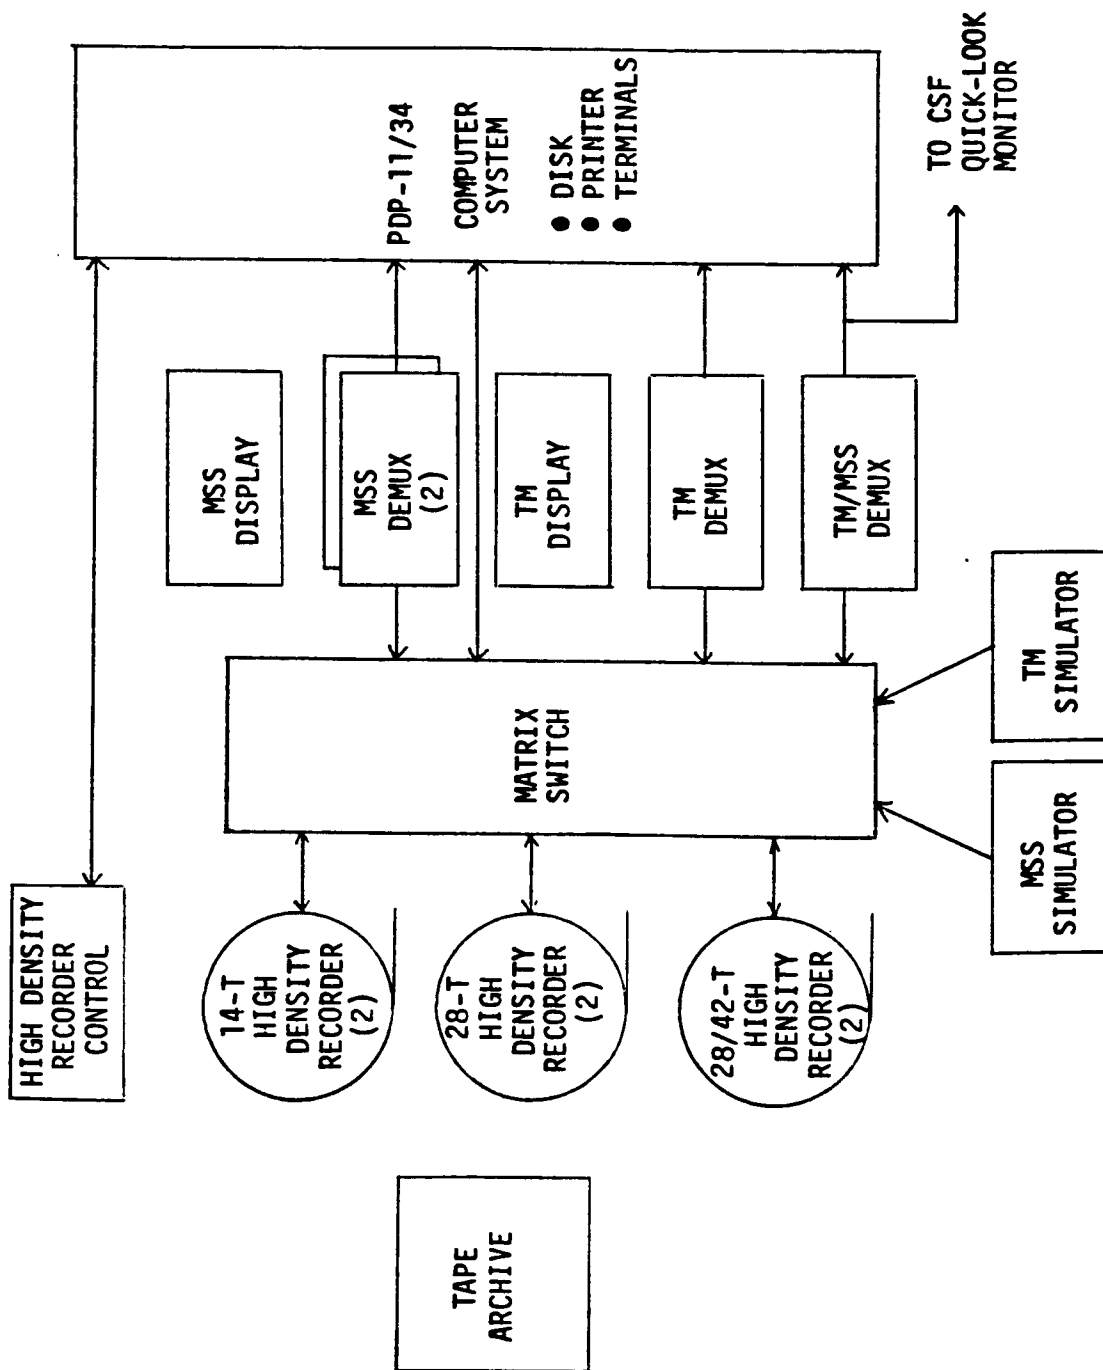 HIGH DENSITY
RECORDER
CONTROL
TAPE
ARCHIVE
14-T
HIGH
DENSITY
RECORDER
(2)
28-T
HIGH
DENSITY
RECORDER
(2)
28/42-T
HIGH
DENSITY
RECORDER
(2)
MATRIX
SWITCH
MSS
SIMULATOR
TM
SIMULATOR
MSS
DISPLAY
MSS
DEMUX
(2)
TM
DISPLAY
TM
DEMUX
TM/MSS
DEMUX
PDP-11/34
COMPUTER
SYSTEM
● DISK
● PRINTER
● TERMINALS
TO CSF
QUICK-LOOK
MONITOR